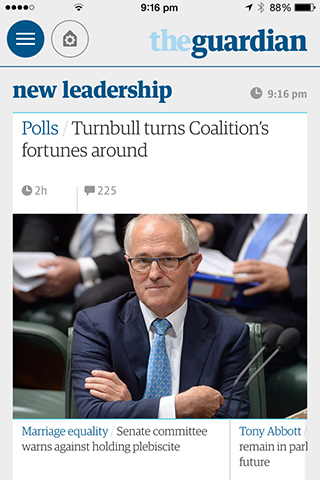 9:16 pm
88%
theguardian
new leadership
9:16 pm
Polls / Turnbull turns Coalition's
fortunes around
2h
225
Marriage equality / Senate committee
warns against holding plebiscite
Tony Abbott /
remain in parl
future